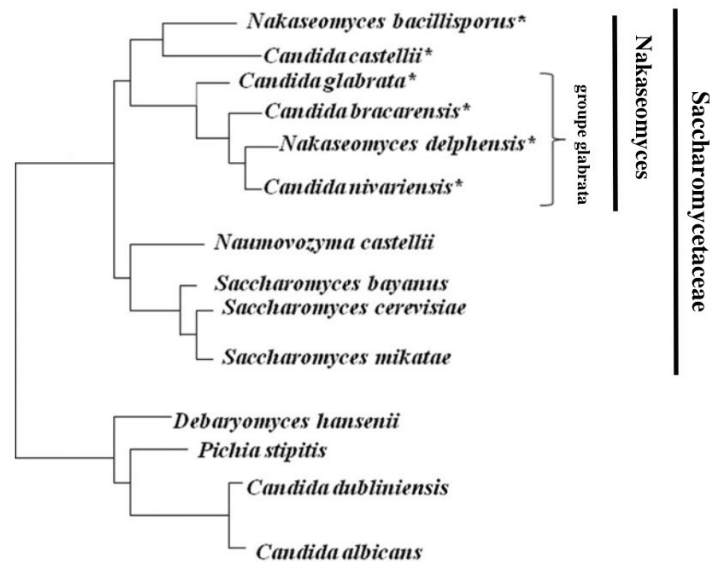 Nakaseomyces bacillisporus*
Candida castellii*
Candida glabrata*
Candida bracarensis*
Nakaseomyces delphensis*
Candida nivariensis*
Naumovozyma castellii
Saccharomyces bayanus
Saccharomyces cerevisiae
Saccharomyces mikatae
Debaryomyces hansenii
Pichia stipitis
Candida dubliniensis
Candida albicans
groupe glabrata
Nakaseomyces
Saccharomycetaceae